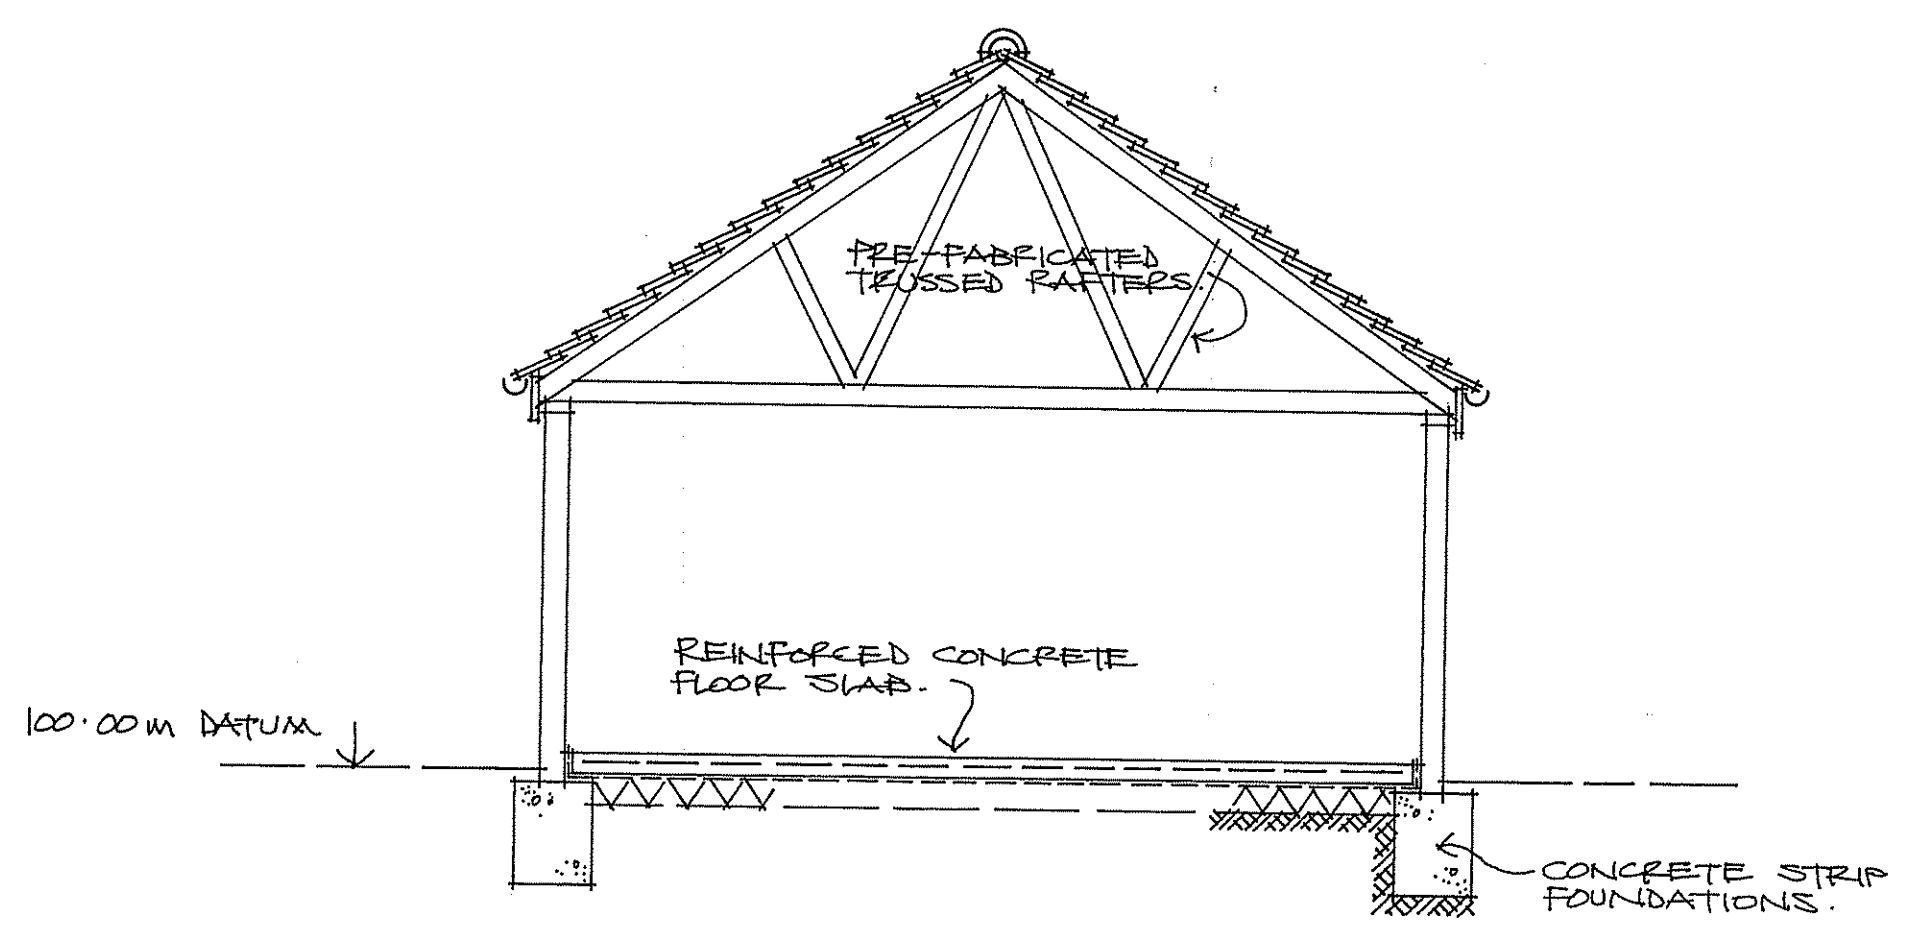 PRE-FABRICATED
TRUSSED RAFTERS.
REINFORCED CONCRETE
FLOOR SLAB.
100.00m DATUM
CONCRETE STRIP
FOUNDATIONS.